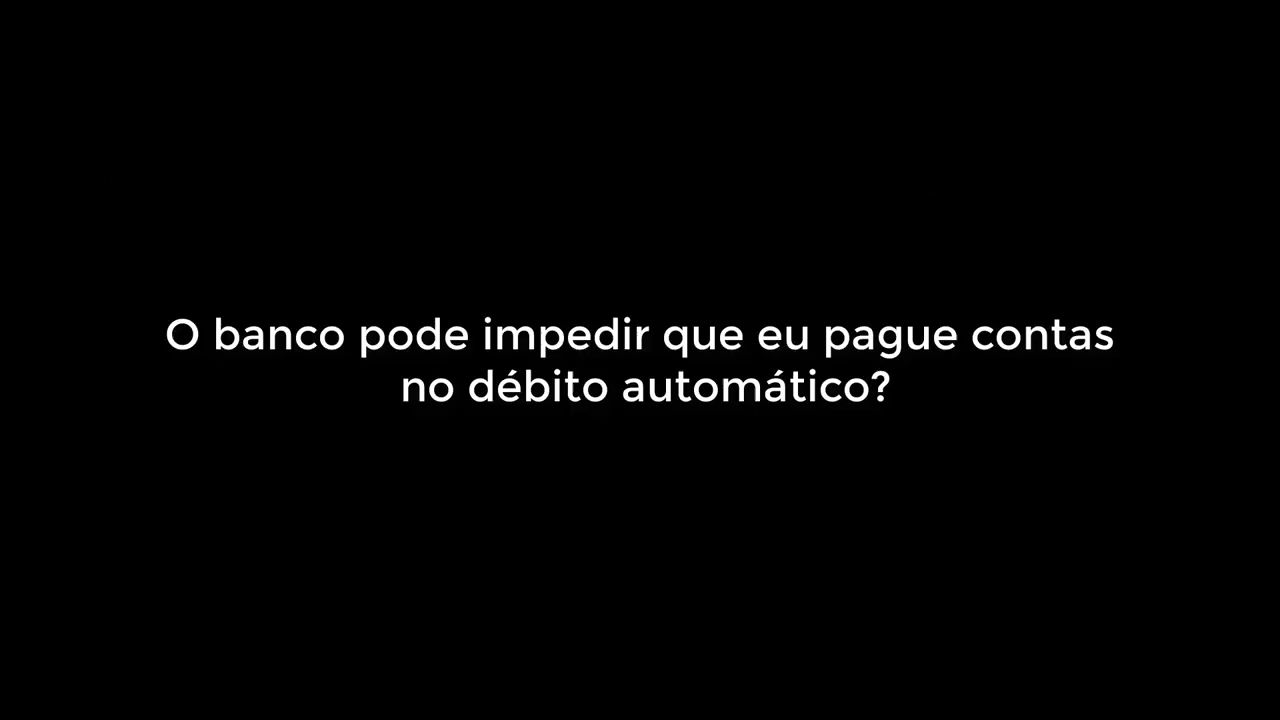 O banco pode impedir que eu pague contas
no débito automático?